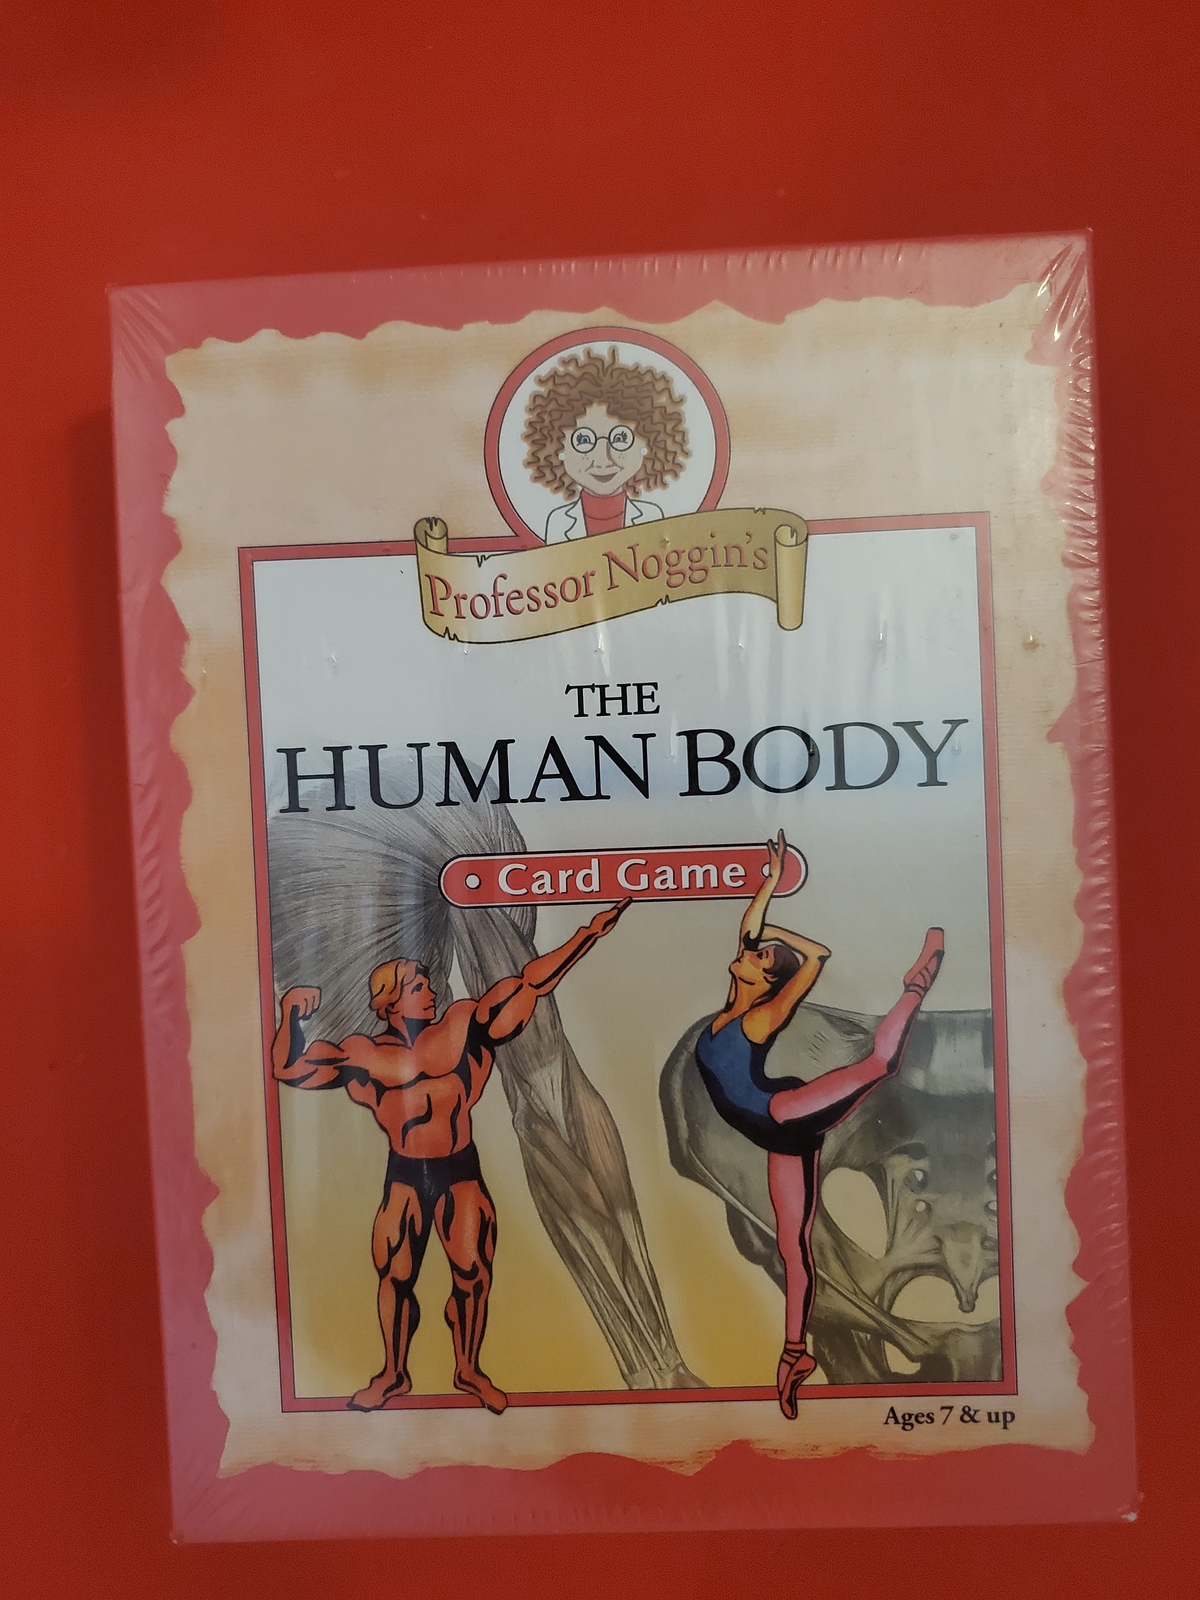 Professor Noggin's
THE
HUMAN BODY
Card Game
Ages 7 & up